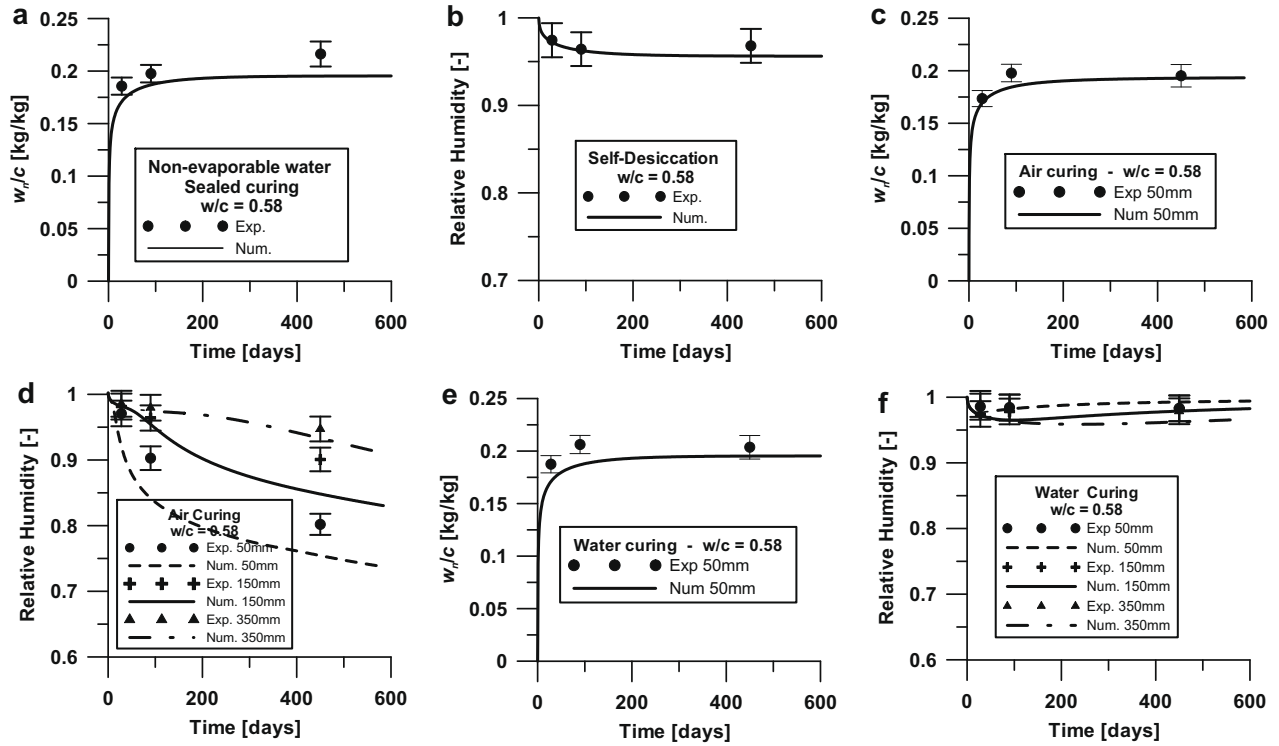 a
0.25
0.2
0.15
0.1
0.05
0
w_n/c [kg/kg]
Non-evaporable water
Sealed curing
w/c = 0.58
Exp.
Num.
0 200 400 600
Time [days]
b
1
0.9
0.8
0.7
Relative Humidity [-]
Self-Desiccation
w/c = 0.58
Exp.
Num.
0 200 400 600
Time [days]
c
0.25
0.2
0.15
0.1
0.05
0
w_n/c [kg/kg]
Air curing - w/c = 0.58
Exp 50mm
Num 50mm
0 200 400 600
Time [days]
d
1
0.9
0.8
0.7
0.6
Relative Humidity [-]
Air Curing
w/c = 0.58
Exp. 50mm
Num. 50mm
Exp. 150mm
Num. 150mm
Exp. 350mm
Num. 350mm
0 200 400 600
Time [days]
e
0.25
0.2
0.15
0.1
0.05
0
w_n/c [kg/kg]
Water curing - w/c = 0.58
Exp 50mm
Num 50mm
0 200 400 600
Time [days]
f
1
0.9
0.8
0.7
0.6
Relative Humidity [-]
Water Curing
w/c = 0.58
Exp 50mm
Num. 50mm
Exp. 150mm
Num. 150mm
Exp. 350mm
Num. 350mm
0 200 400 600
Time [days]